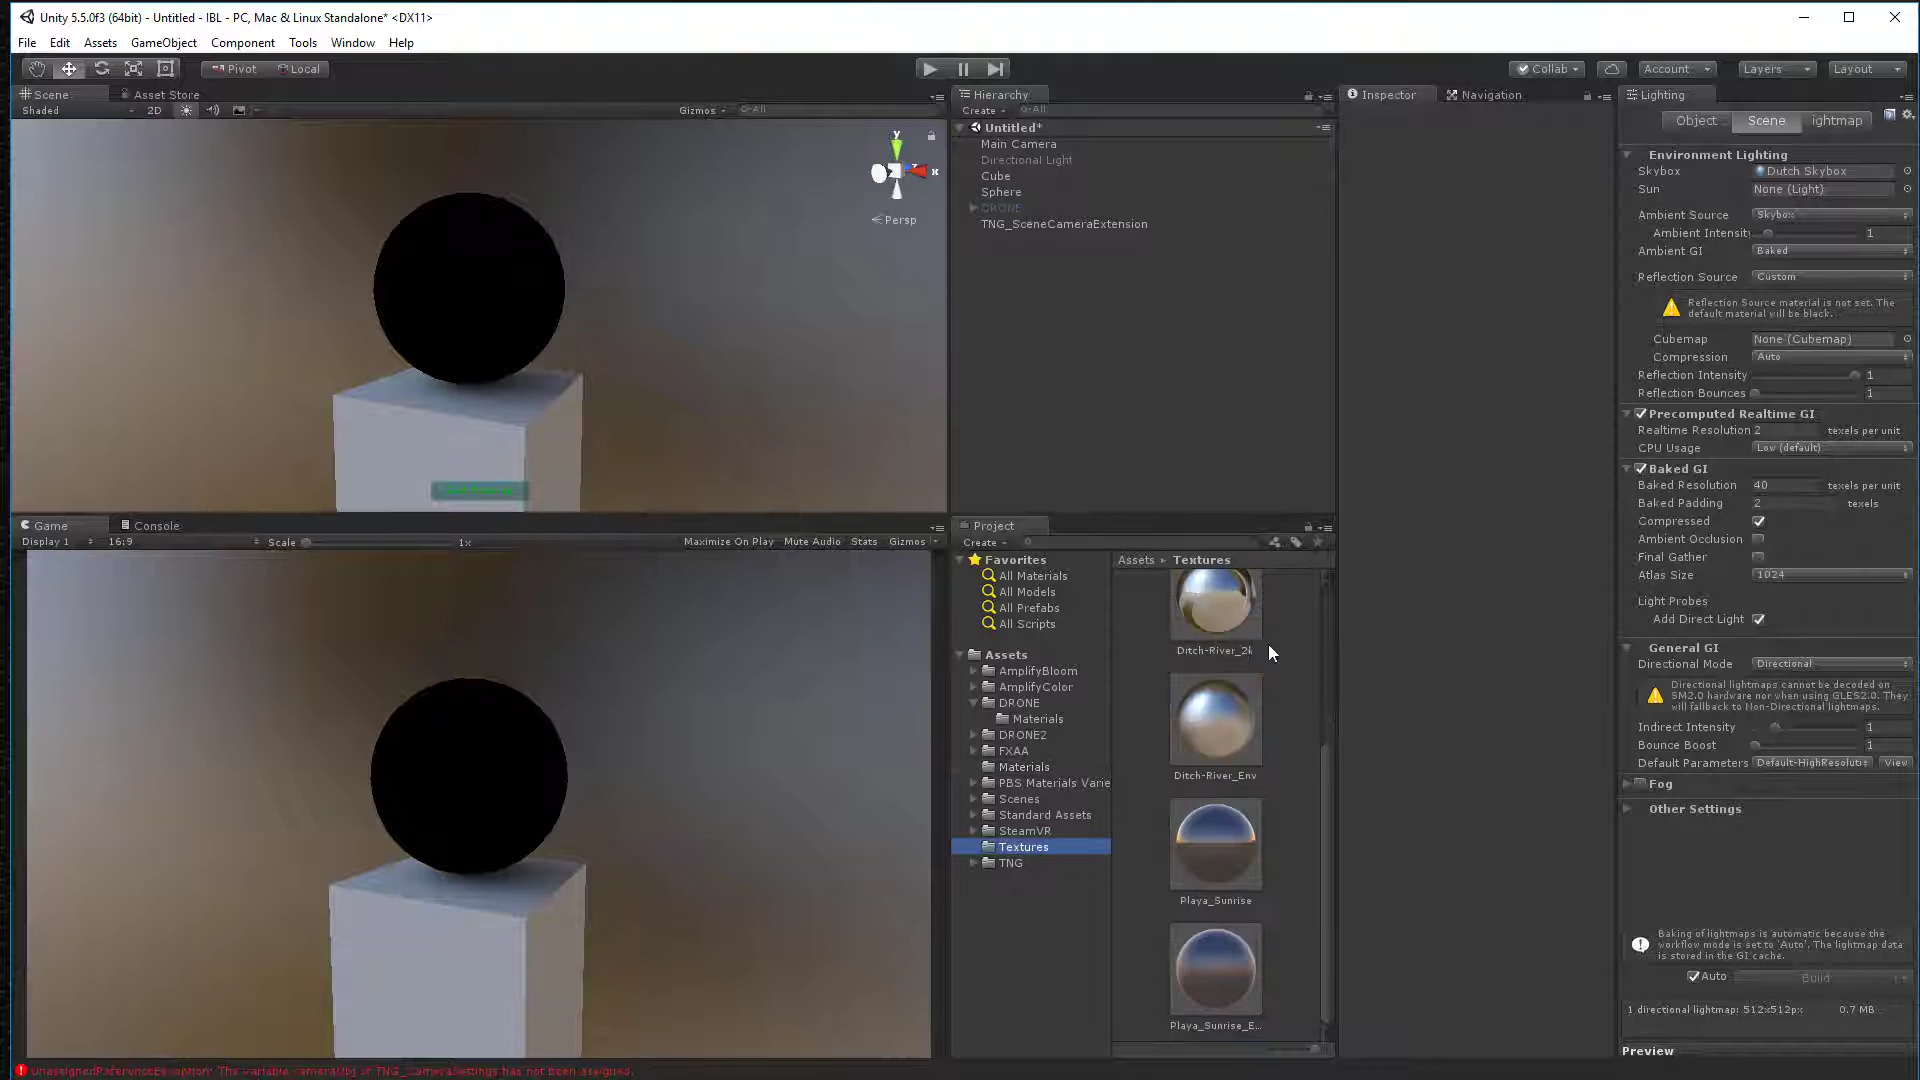 Unity 5.5.0f3 (64bit) - Untitled - IBL - PC, Mac & Linux Standalone* <DX11>
File Edit Assets GameObject Component Tools Window Help
Pivot Local
Collab Account Layers Layout
Scene Asset Store
Shaded 2D Gizmos All
y
x
Persp
Hierarchy
Create All
Untitled*
Main Camera
Directional Light
Cube
Sphere
DRONE
TNG_SceneCameraExtension
Game Console
Display 1 16:9 Scale 1x Maximize On Play Mute Audio Stats Gizmos
Project
Create
Favorites
All Materials
All Models
All Prefabs
All Scripts
Assets
AmplifyBloom
AmplifyColor
DRONE
Materials
DRONE2
FXAA
Materials
PBS Materials Varie
Scenes
Standard Assets
SteamVR
Textures
TNG
Assets Textures
Ditch-River_2k
Ditch-River_Env
Playa_Sunrise
Playa_Sunrise_E...
Inspector Navigation
Lighting
Object Scene ightmap
Environment Lighting
Skybox Dutch Skybox
Sun None (Light)
Ambient Source Skybox
Ambient Intensit 1
Ambient GI Baked
Reflection Source Custom
Reflection Source material is not set. The
default material will be black.
Cubemap None (Cubemap)
Compression Auto
Reflection Intensity 1
Reflection Bounces 1
Precomputed Realtime GI
Realtime Resolution 2 texels per unit
CPU Usage Low (default)
Baked GI
Baked Resolution 40 texels per unit
Baked Padding 2 texels
Compressed
Ambient Occlusion
Final Gather
Atlas Size 1024
Light Probes
Add Direct Light
General GI
Directional Mode Directional
Directional lightmaps cannot be decoded on
SM2.0 hardware nor when using GLES2.0. They
will fallback to Non-Directional lightmaps.
Indirect Intensity 1
Bounce Boost 1
Default Parameters Default-HighResoluti View
Fog
Other Settings
Baking of lightmaps is automatic because the
workflow mode is set to 'Auto'. The lightmap data
is stored in the GI cache.
Auto Build
1 directional lightmap: 512x512px 0.7 MB
Preview
UnassignedReferenceException: The variable cameraObj of TNG_CameraSettings has not been assigned.